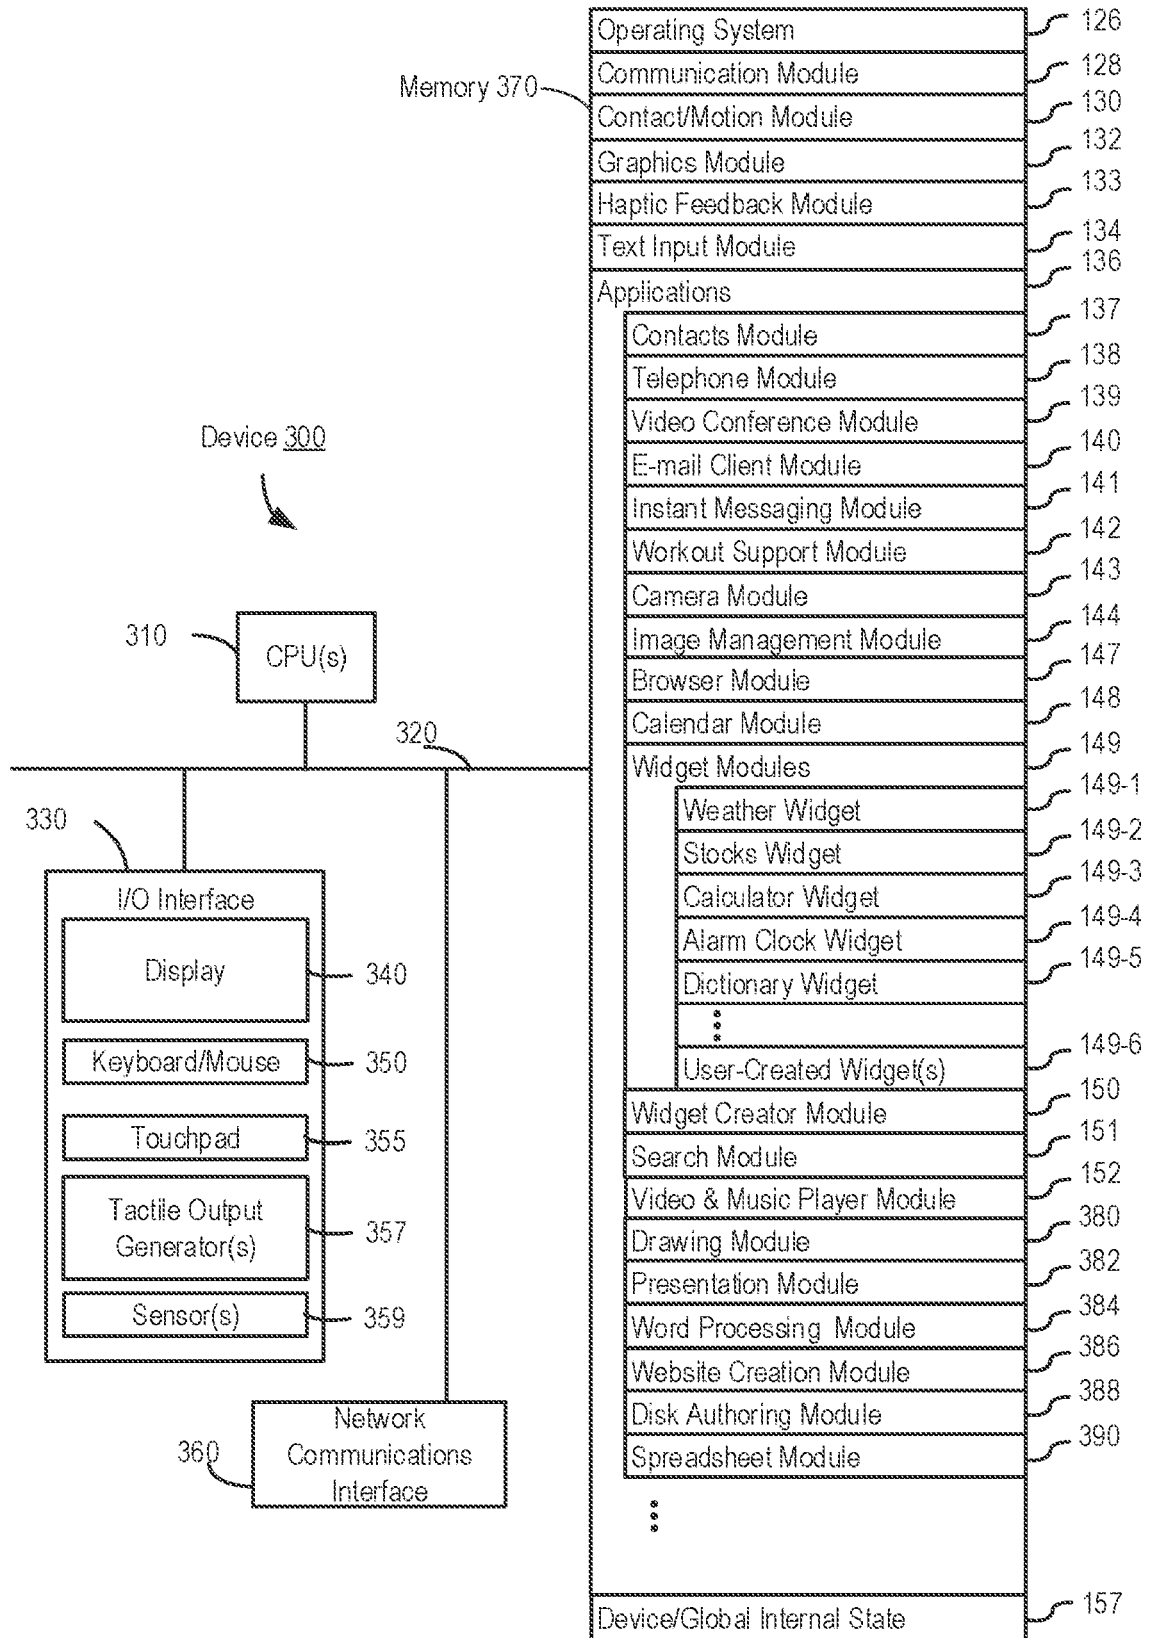 Operating System 126
Communication Module 128
Memory 370
Contact/Motion Module 130
Graphics Module 132
Haptic Feedback Module 133
Text Input Module 134
Applications 136
Contacts Module 137
Telephone Module 138
Video Conference Module 139
E-mail Client Module 140
Instant Messaging Module 141
Workout Support Module 142
Camera Module 143
Image Management Module 144
Browser Module 147
Calendar Module 148
Widget Modules 149
Weather Widget 149-1
Stocks Widget 149-2
Calculator Widget 149-3
Alarm Clock Widget 149-4
Dictionary Widget 149-5
User-Created Widget(s) 149-6
Widget Creator Module 150
Search Module 151
Video & Music Player Module 152
Drawing Module 380
Presentation Module 382
Word Processing Module 384
Website Creation Module 386
Disk Authoring Module 388
Spreadsheet Module 390
Device/Global Internal State 157
Device 300
310
CPU(s)
320
330
I/O Interface
Display 340
Keyboard/Mouse 350
Touchpad 355
Tactile Output
Generator(s) 357
Sensor(s) 359
360
Network
Communications
Interface